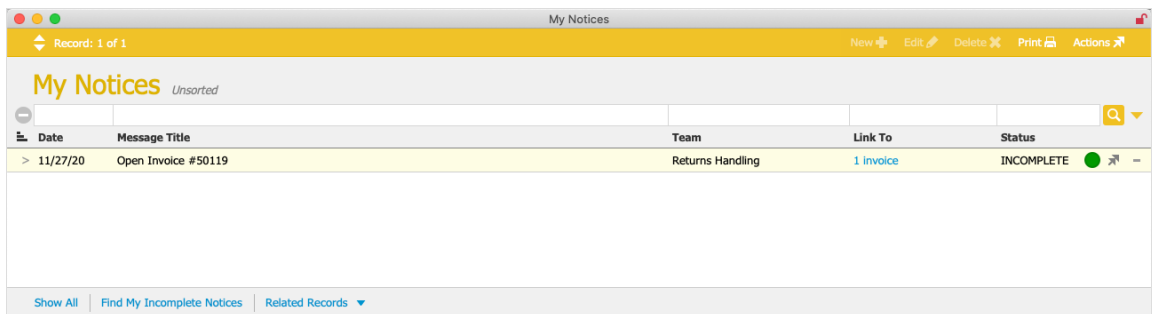 My Notices
Record: 1 of 1 New Edit Delete Print Actions
My Notices Unsorted
Date Message Title Team Link To Status
> 11/27/20 Open Invoice #50119 Returns Handling 1 invoice INCOMPLETE
Show All Find My Incomplete Notices Related Records